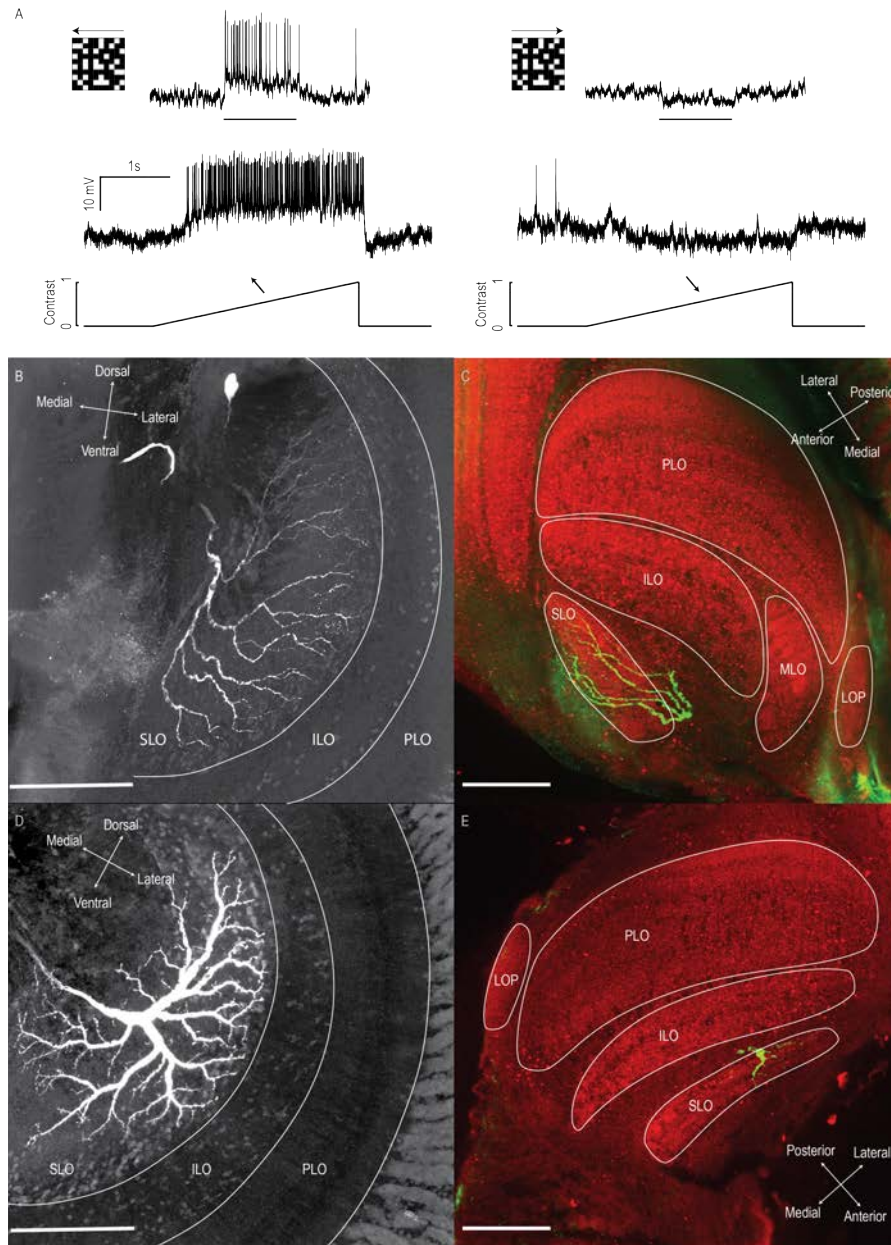 A
1s
10 mV
Contrast
1
0
Contrast
1
0
B
Dorsal
Medial
Lateral
Ventral
SLO
ILO
PLO
C
Lateral
Posterio
Anterior
Medial
PLO
ILO
SLO
MLO
LOP
D
Dorsal
Medial
Lateral
Ventral
SLO
ILO
PLO
E
PLO
LOP
ILO
SLO
Posterior
Lateral
Medial
Anterior